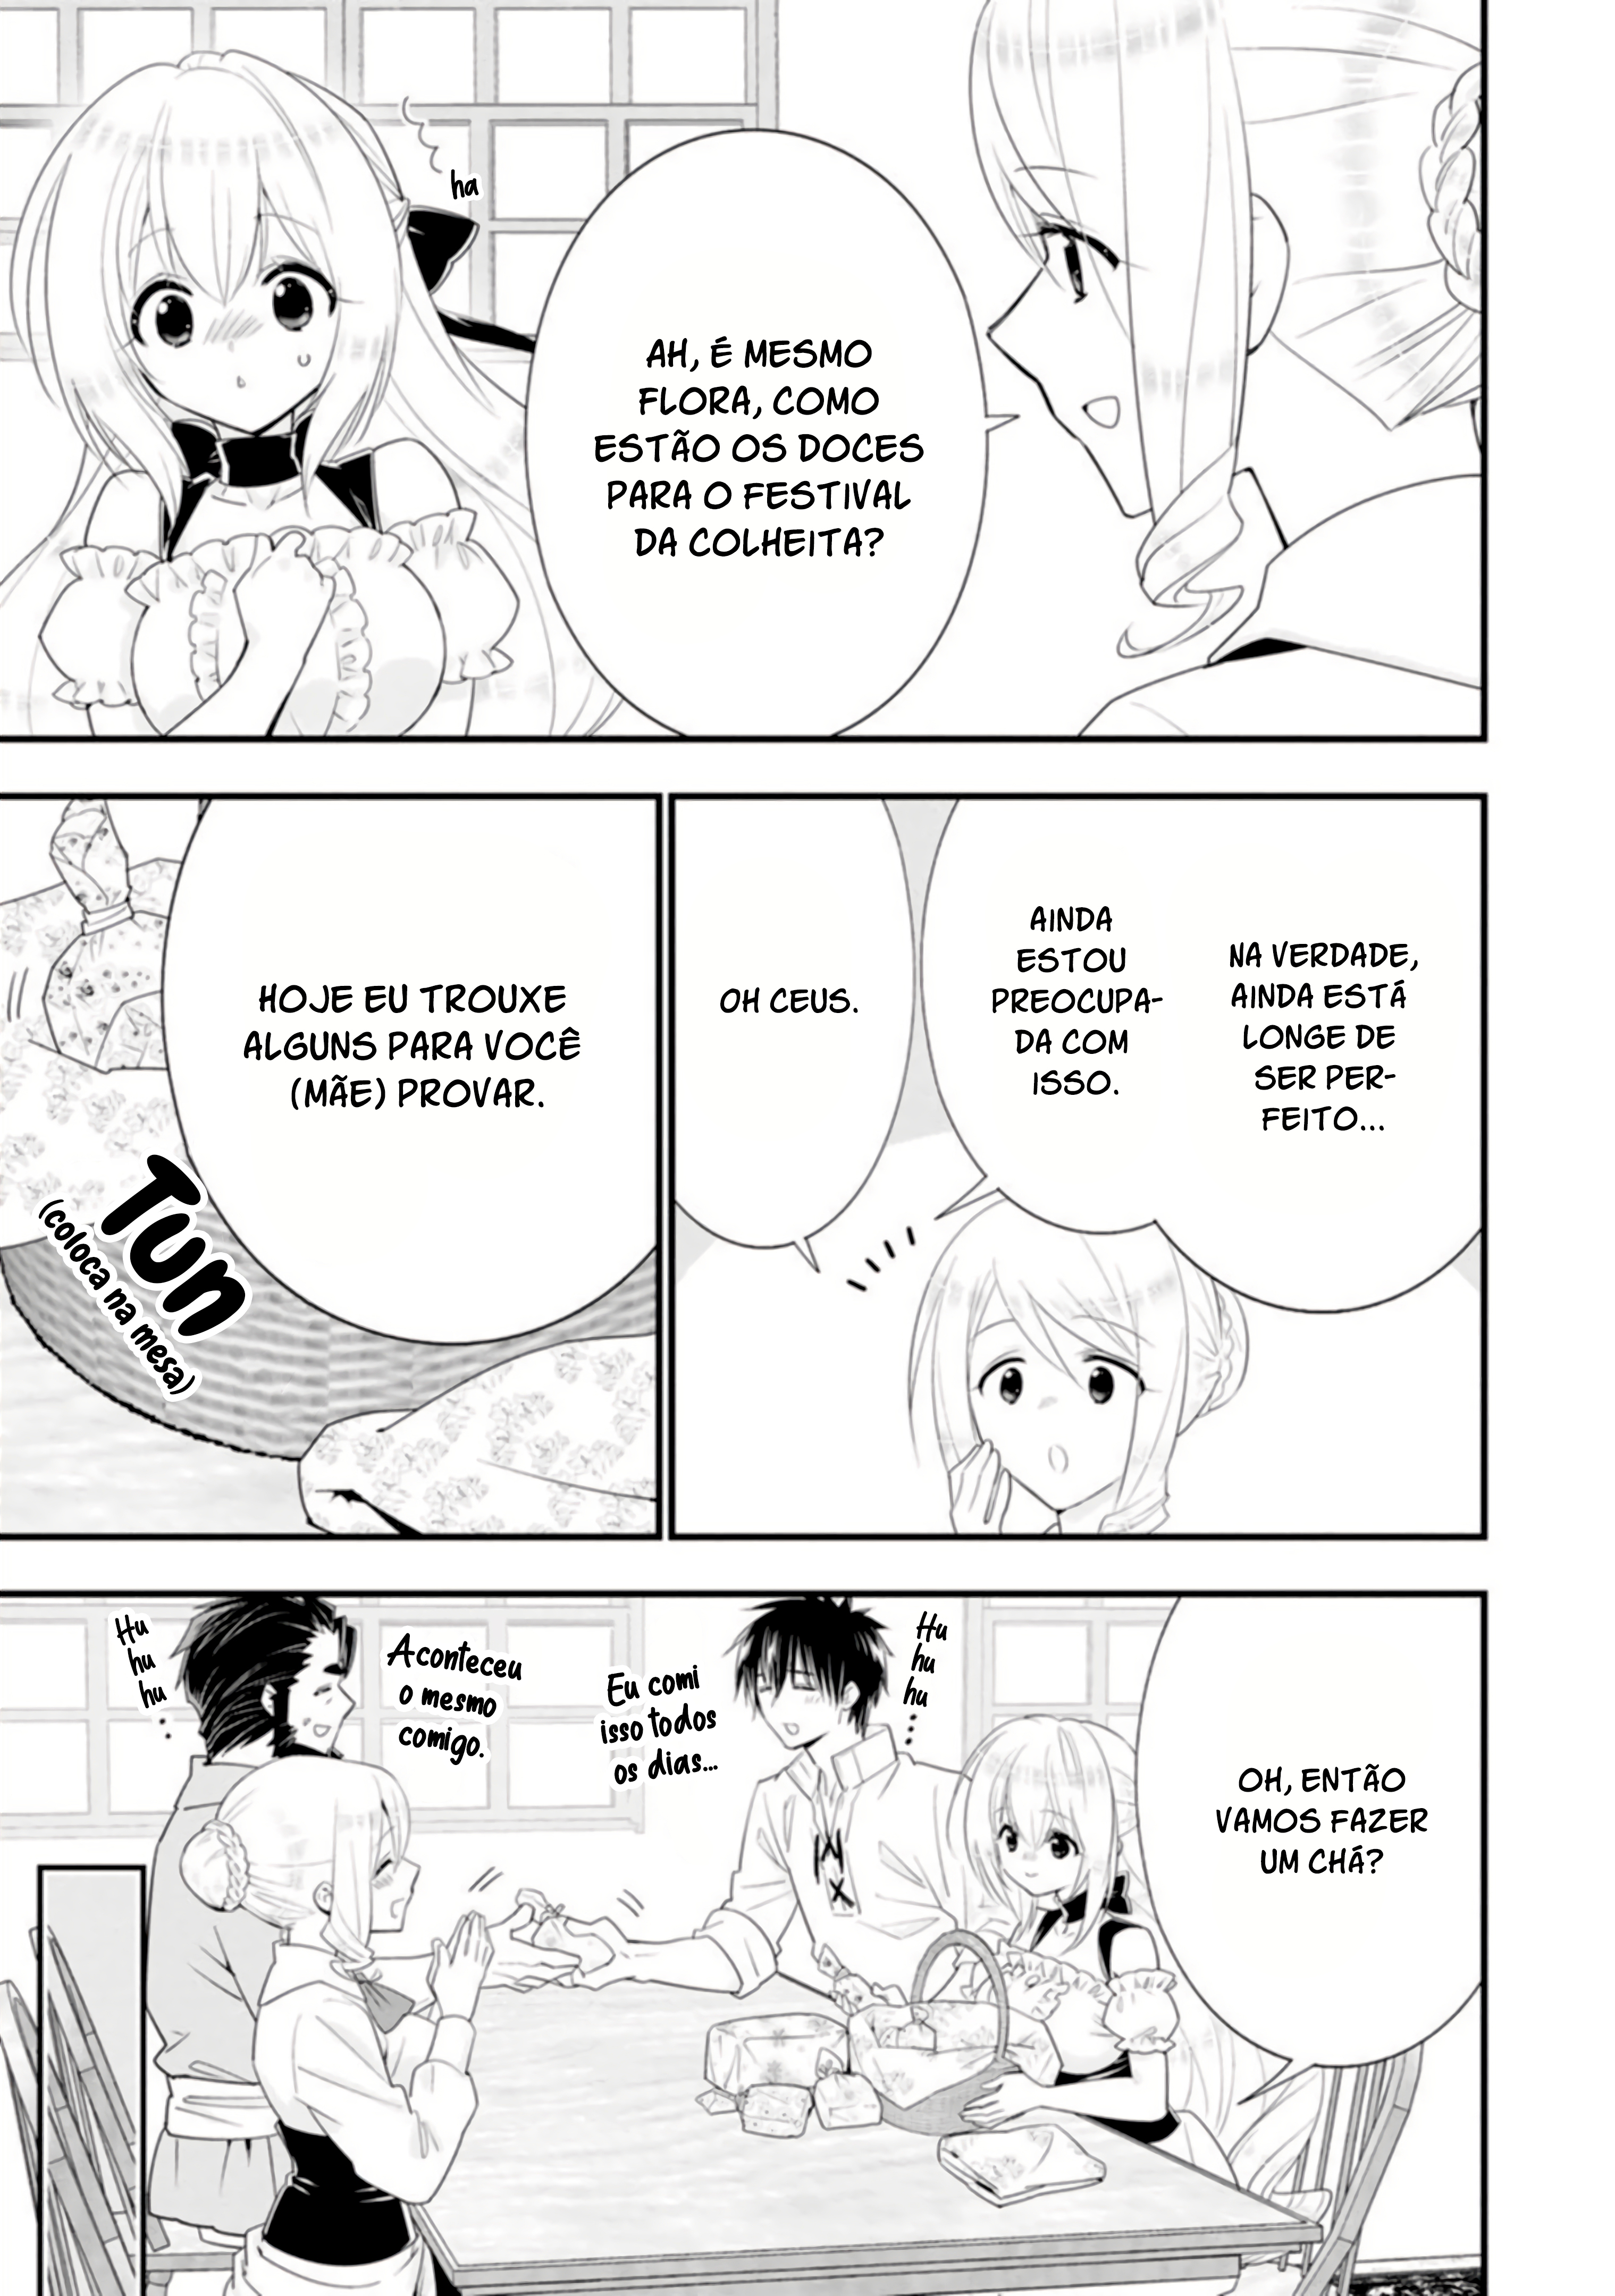 AH, É MESMO
FLORA, COMO
ESTÃO OS DOCES
PARA O FESTIVAL
DA COLHEITA?
ha
NA VERDADE,
AINDA ESTÁ
LONGE DE
SER PER-
FEITO...
AINDA
ESTOU
PREOCUPA-
DA COM
ISSO.
OH CEUS.
HOJE EU TROUXE
ALGUNS PARA VOCÊ
(MÃE) PROVAR.
TUN
(coloca na mesa)
OH, ENTÃO
VAMOS FAZER
UM CHÁ?
Hu
hu
hu
...
Eu comi
isso todos
os dias...
Aconteceu
o mesmo
comigo.
Hu
hu
hu
...